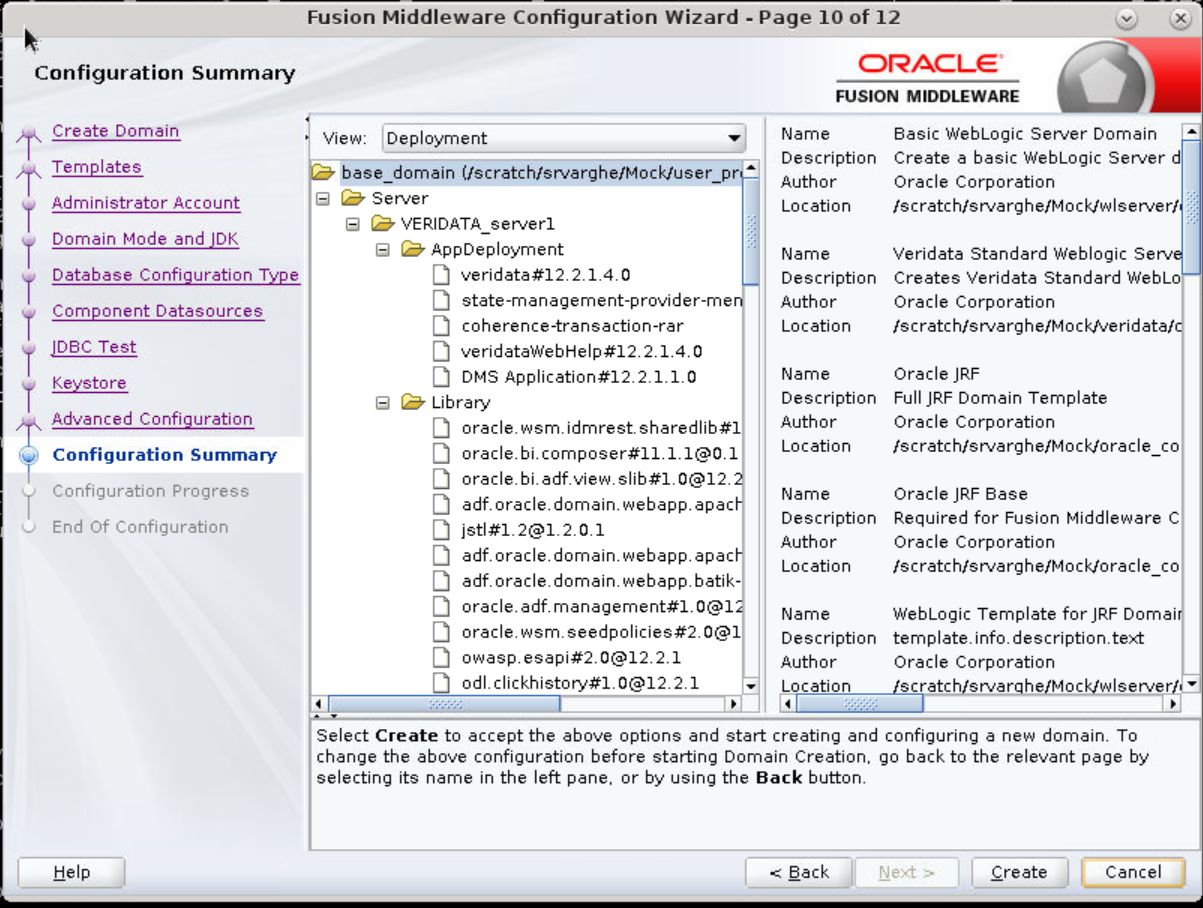 Fusion Middleware Configuration Wizard - Page 10 of 12
Configuration Summary
ORACLE
FUSION MIDDLEWARE
Create Domain
Templates
Administrator Account
Domain Mode and JDK
Database Configuration Type
Component Datasources
JDBC Test
Keystore
Advanced Configuration
Configuration Summary
Configuration Progress
End Of Configuration
View: Deployment
base_domain (/scratch/srvarghe/Mock/user_pr
Server
VERIDATA_server1
AppDeployment
veridata#12.2.1.4.0
state-management-provider-men
coherence-transaction-rar
veridataWebHelp#12.2.1.4.0
DMS Application#12.2.1.1.0
Library
oracle.wsm.idmrest.sharedlib#1
oracle.bi.composer#11.1.1@0.1
oracle.bi.adf.view.slib#1.0@12.2
adf.oracle.domain.webapp.apach
jstl#1.2@1.2.0.1
adf.oracle.domain.webapp.apach
adf.oracle.domain.webapp.batik-
oracle.adf.management#1.0@12
oracle.wsm.seedpolicies#2.0@1
owasp.esapi#2.0@12.2.1
odl.clickhistory#1.0@12.2.1
Name Basic WebLogic Server Domain
Description Create a basic WebLogic Server d
Author Oracle Corporation
Location /scratch/srvarghe/Mock/wlserver/
Name Veridata Standard Weblogic Serve
Description Creates Veridata Standard WebLo
Author Oracle Corporation
Location /scratch/srvarghe/Mock/veridata/c
Name Oracle JRF
Description Full JRF Domain Template
Author Oracle Corporation
Location /scratch/srvarghe/Mock/oracle_co
Name Oracle JRF Base
Description Required for Fusion Middleware C
Author Oracle Corporation
Location /scratch/srvarghe/Mock/oracle_co
Name WebLogic Template for JRF Domain
Description template.info.description.text
Author Oracle Corporation
Location /scratch/srvarghe/Mock/wlserver/
Select Create to accept the above options and start creating and configuring a new domain. To
change the above configuration before starting Domain Creation, go back to the relevant page by
selecting its name in the left pane, or by using the Back button.
Help
< Back
Next >
Create
Cancel